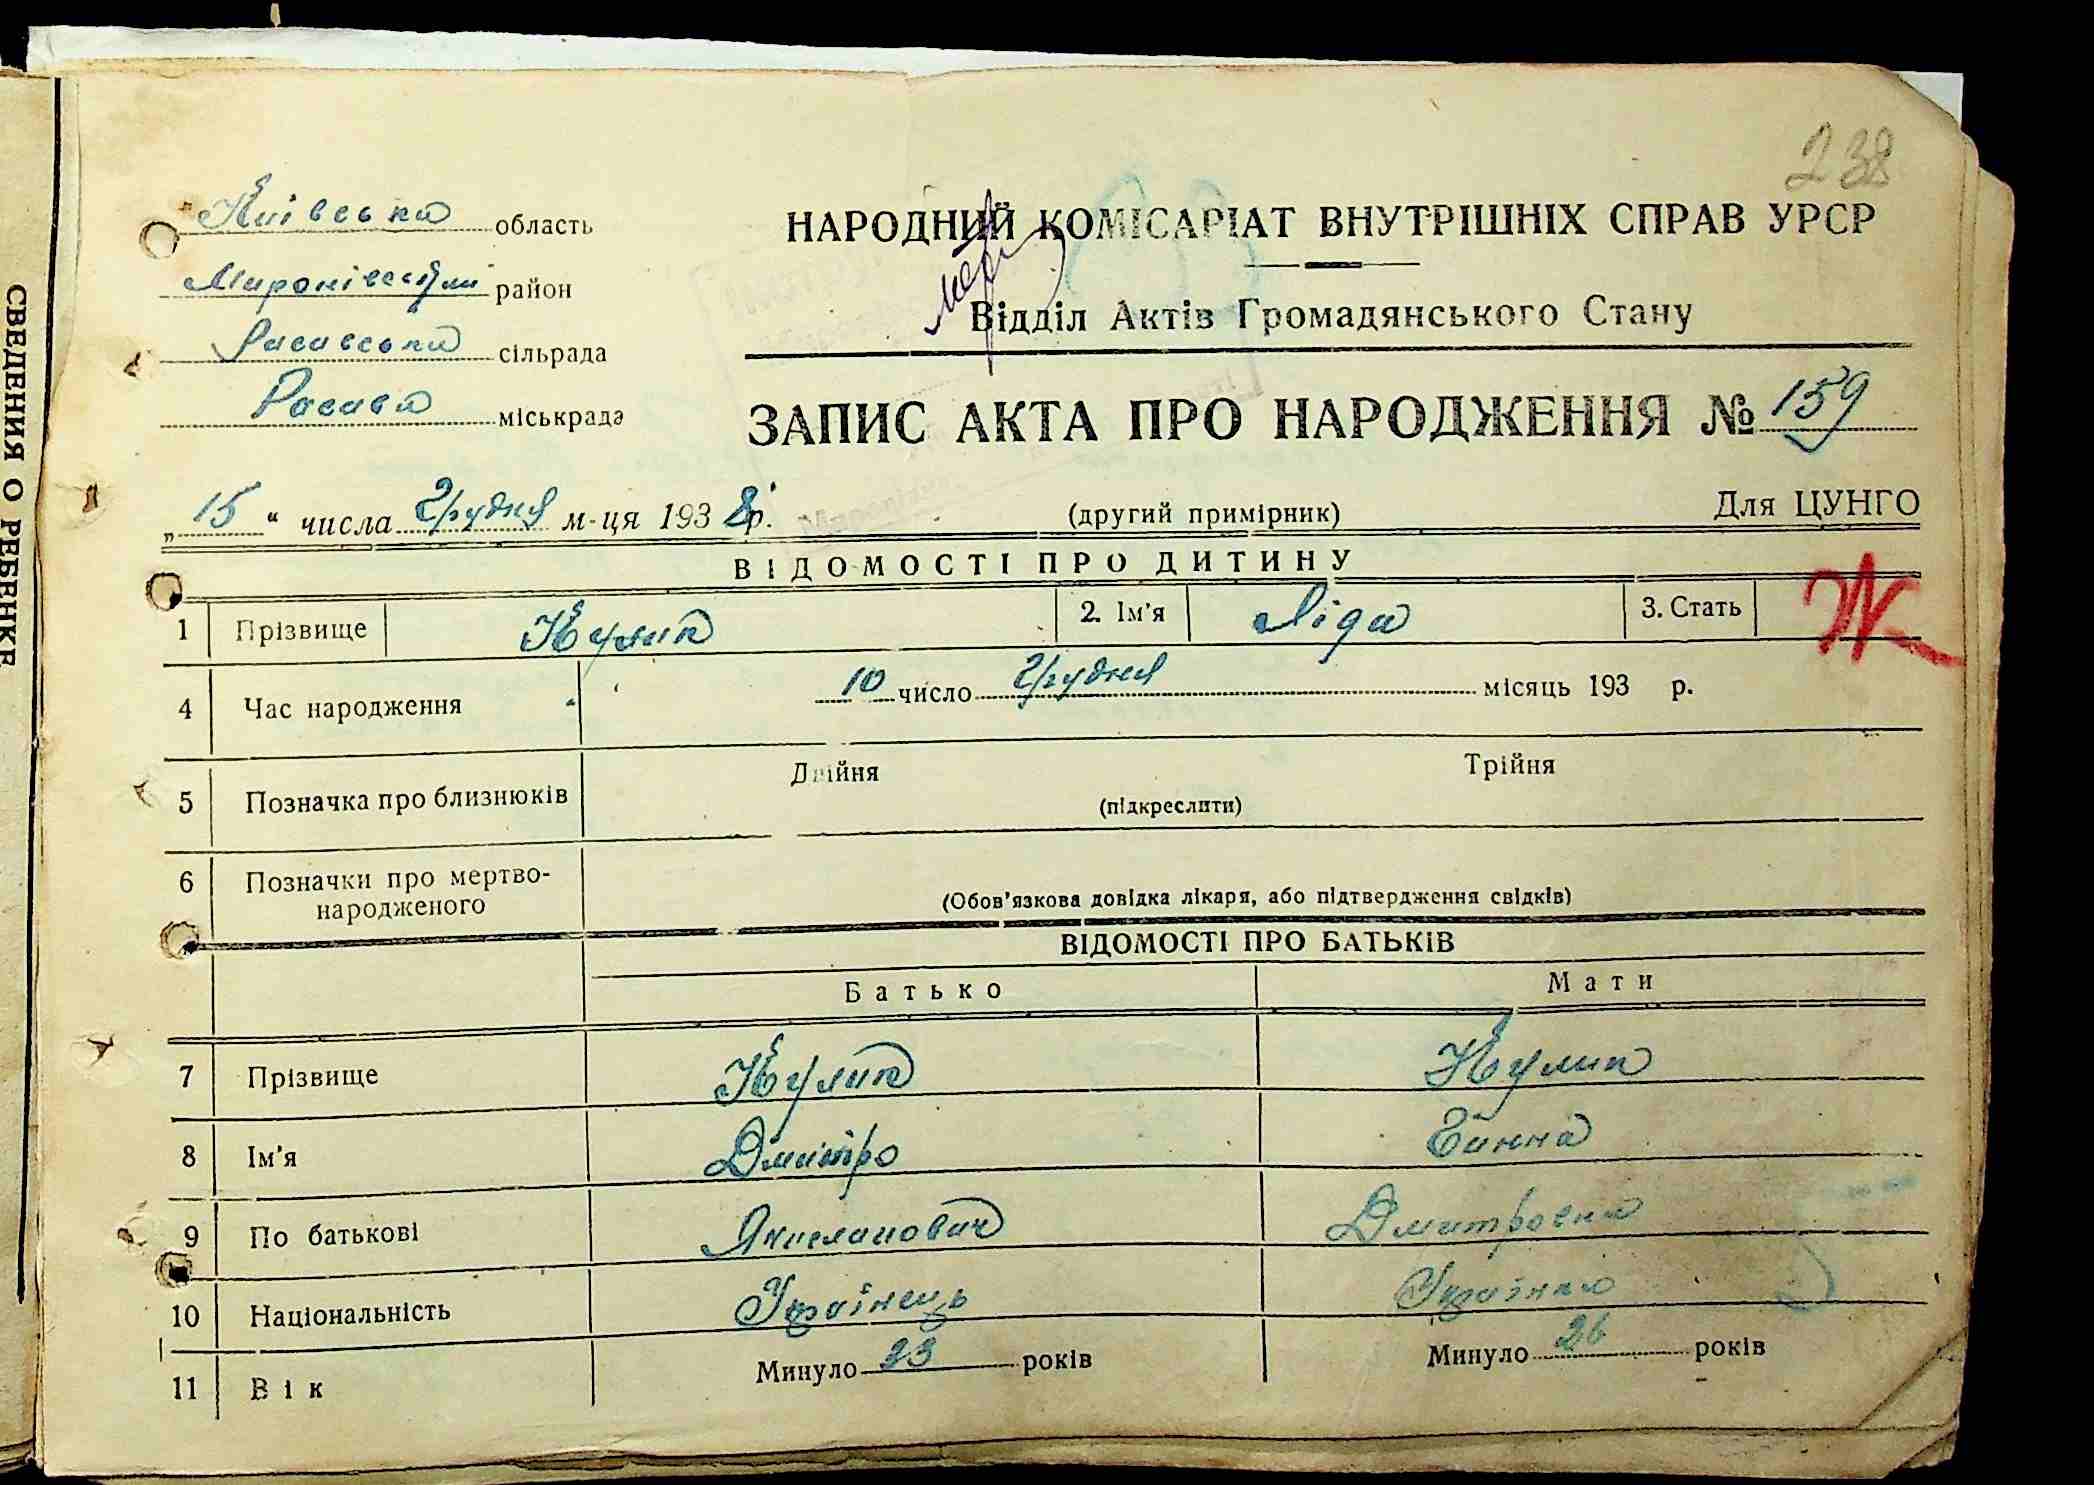 238
Київська область
Миронівський район
Расавська сільрада
Расава міськрада
НАРОДНИЙ КОМІСАРІАТ ВНУТРІШНІХ СПРАВ УРСР
Відділ Актів Громадянського Стану
ЗАПИС АКТА ПРО НАРОДЖЕННЯ № 159
„15“ числа Грудня м-ця 1938 р. (другий примірник) Для ЦУНГО
ВІДОМОСТІ ПРО ДИТИНУ
1 Прізвище Кулик 2. Ім'я Ліда 3. Стать Ж
4 Час народження 10 число Грудня місяць 193 р.
5 Позначка про близнюків Двійня Трійня
(підкреслити)
6 Позначки про мертво-
народженого (Обов'язкова довідка лікаря, або підтвердження свідків)
ВІДОМОСТІ ПРО БАТЬКІВ
Батько Мати
7 Прізвище Кулик Кулик
8 Ім'я Дмитро Ганна
9 По батькові Дмитровна
10 Національність Українець Українка
11 Вік Минуло 23 років Минуло 26 років
СВЕДЕНИЯ О РЕБЕНКЕ